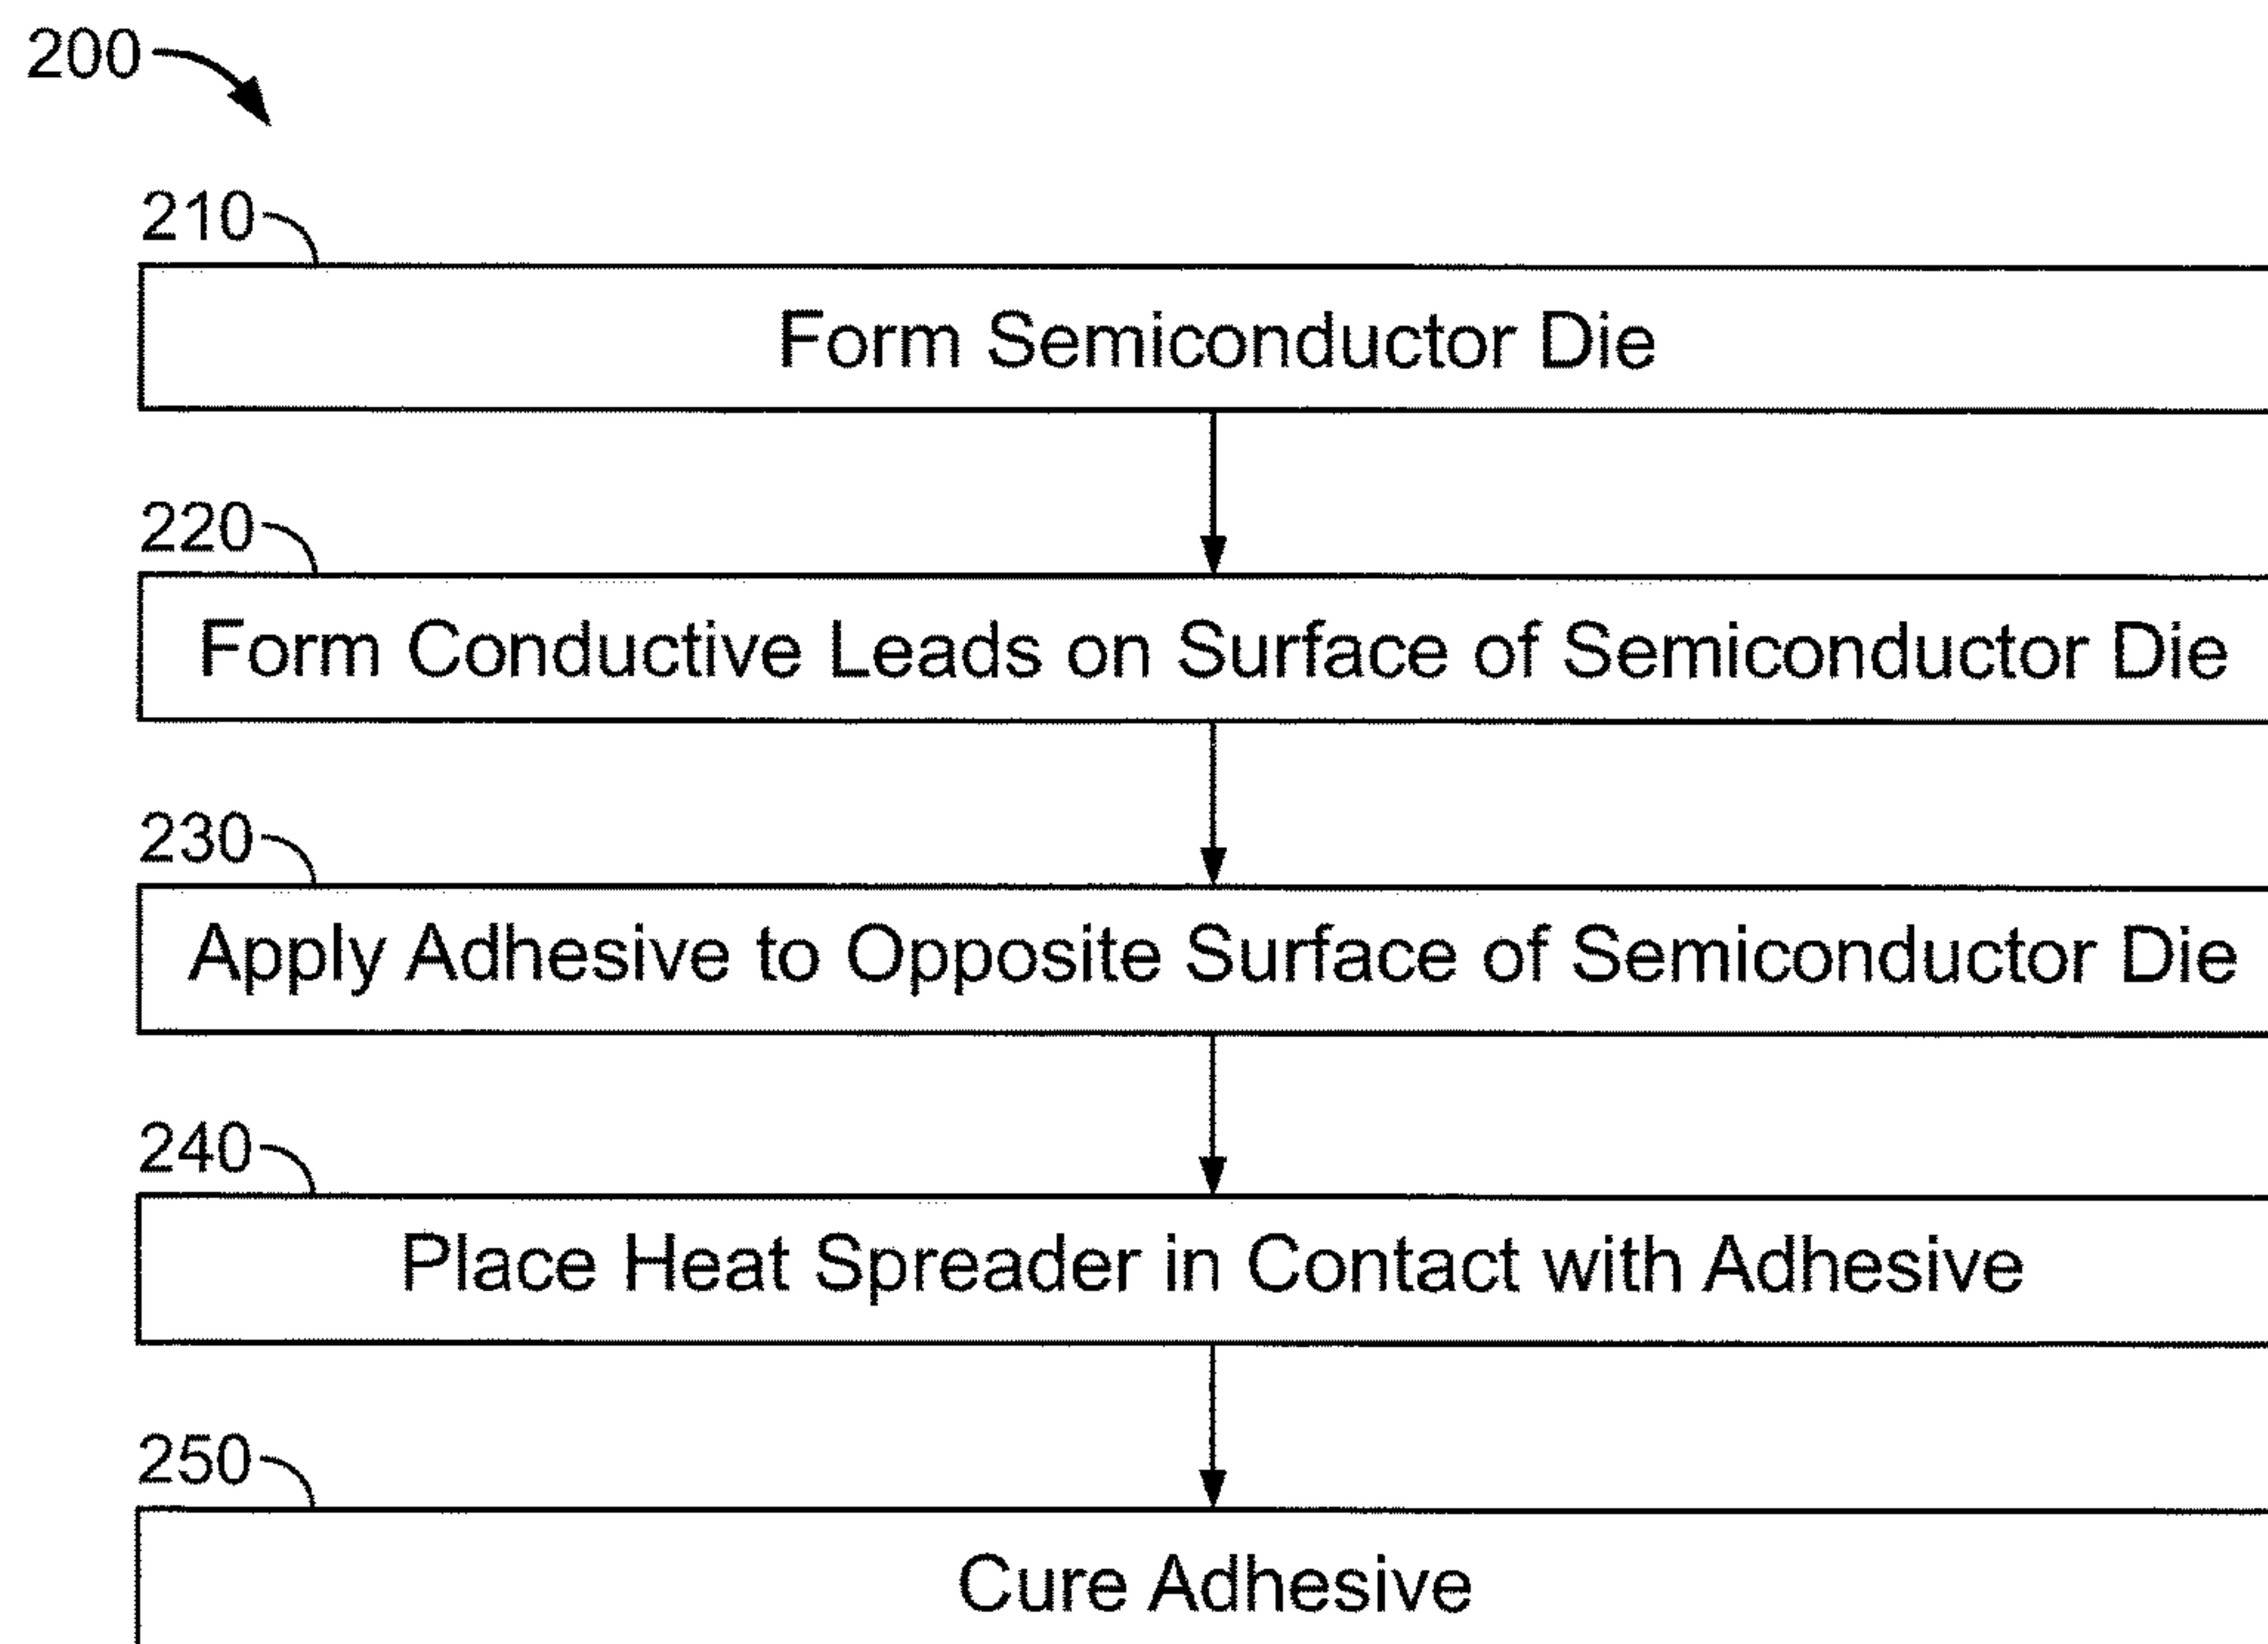 200
210
Form Semiconductor Die
220
Form Conductive Leads on Surface of Semiconductor Die
230
Apply Adhesive to Opposite Surface of Semiconductor Die
240
Place Heat Spreader in Contact with Adhesive
250
Cure Adhesive